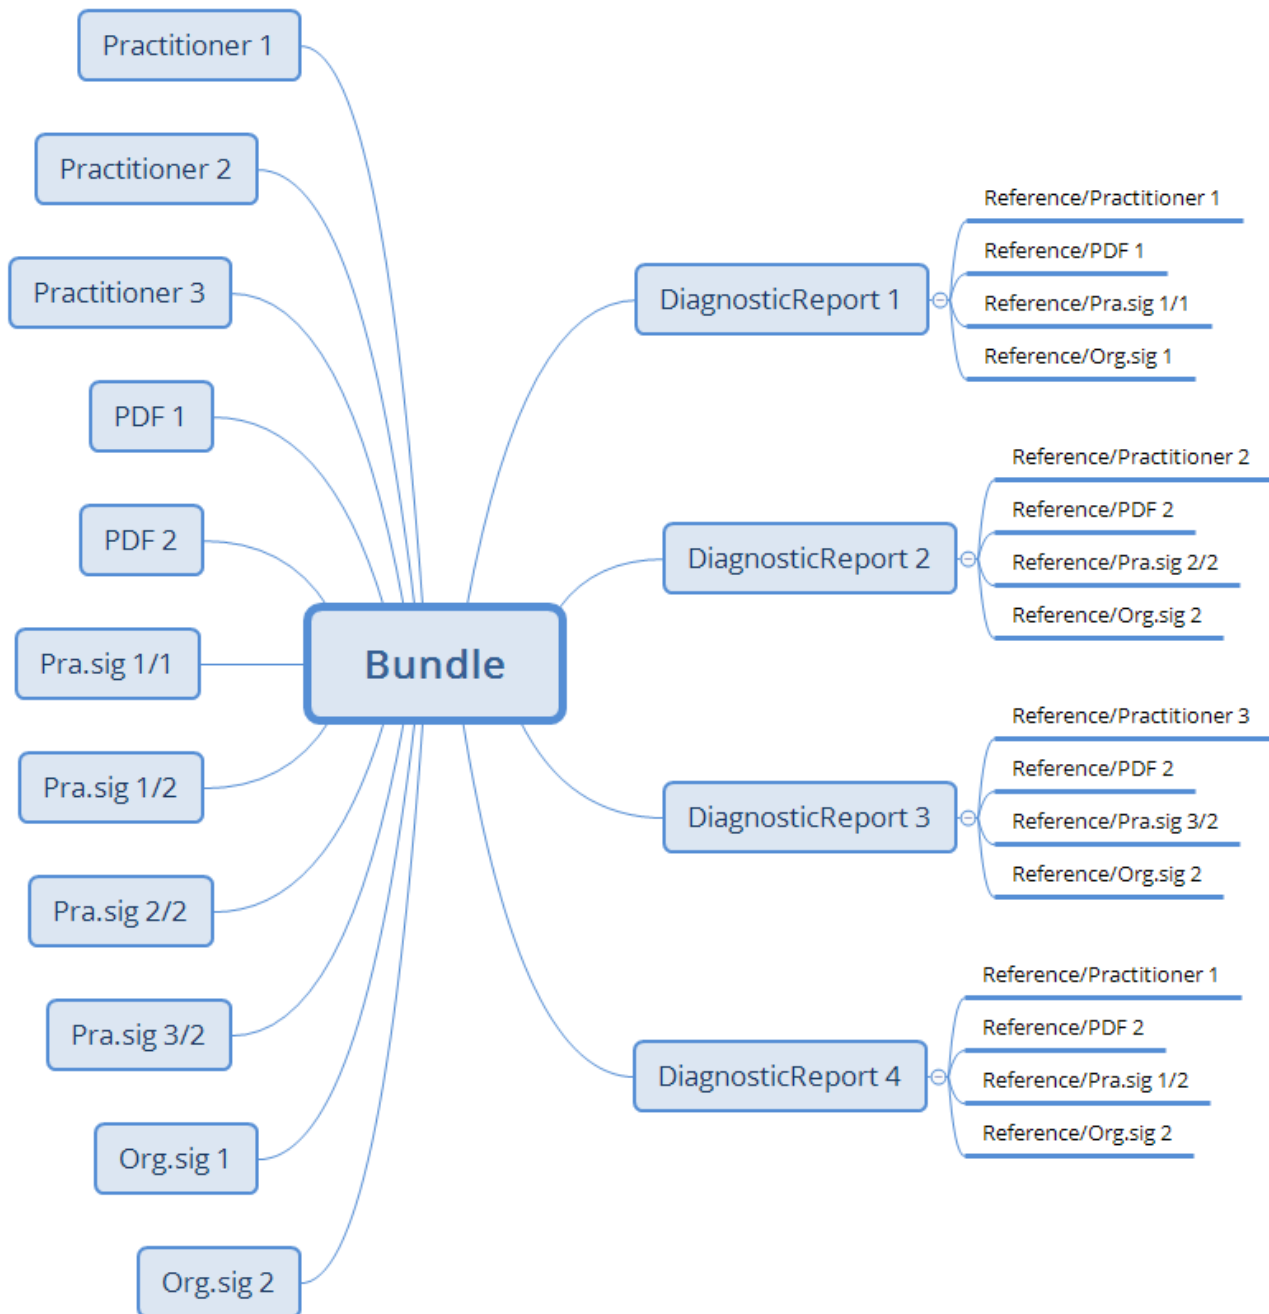 Practitioner 1
Practitioner 2
Practitioner 3
PDF 1
PDF 2
Pra.sig 1/1
Pra.sig 1/2
Pra.sig 2/2
Pra.sig 3/2
Org.sig 1
Org.sig 2
Bundle
DiagnosticReport 1
Reference/Practitioner 1
Reference/PDF 1
Reference/Pra.sig 1/1
Reference/Org.sig 1
DiagnosticReport 2
Reference/Practitioner 2
Reference/PDF 2
Reference/Pra.sig 2/2
Reference/Org.sig 2
DiagnosticReport 3
Reference/Practitioner 3
Reference/PDF 2
Reference/Pra.sig 3/2
Reference/Org.sig 2
DiagnosticReport 4
Reference/Practitioner 1
Reference/PDF 2
Reference/Pra.sig 1/2
Reference/Org.sig 2